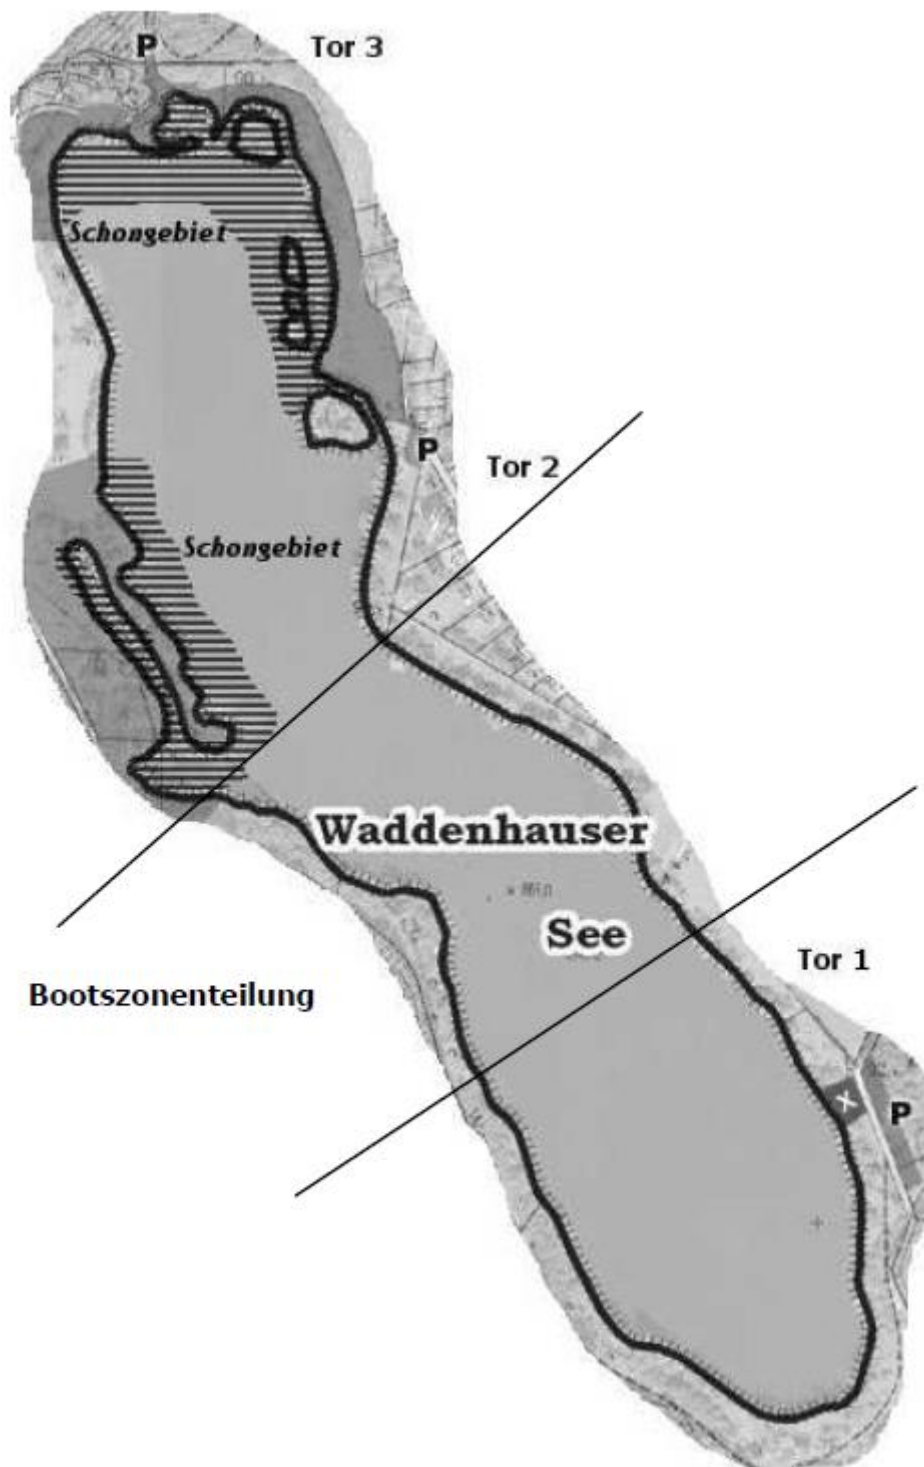 P
Tor 3
Schongebiet
P
Tor 2
Schongebiet
Waddenhauser
See
Tor 1
Bootszonenteilung
X
P